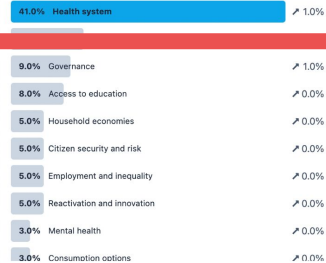 41.0% Health system ↗ 1.0%
9.0% Governance ↗ 1.0%
8.0% Access to education ↗ 0.0%
5.0% Household economies ↗ 0.0%
5.0% Citizen security and risk ↗ 0.0%
5.0% Employment and inequality ↗ 0.0%
5.0% Reactivation and innovation ↗ 0.0%
3.0% Mental health ↗ 0.0%
3.0% Consumption options ↗ 0.0%